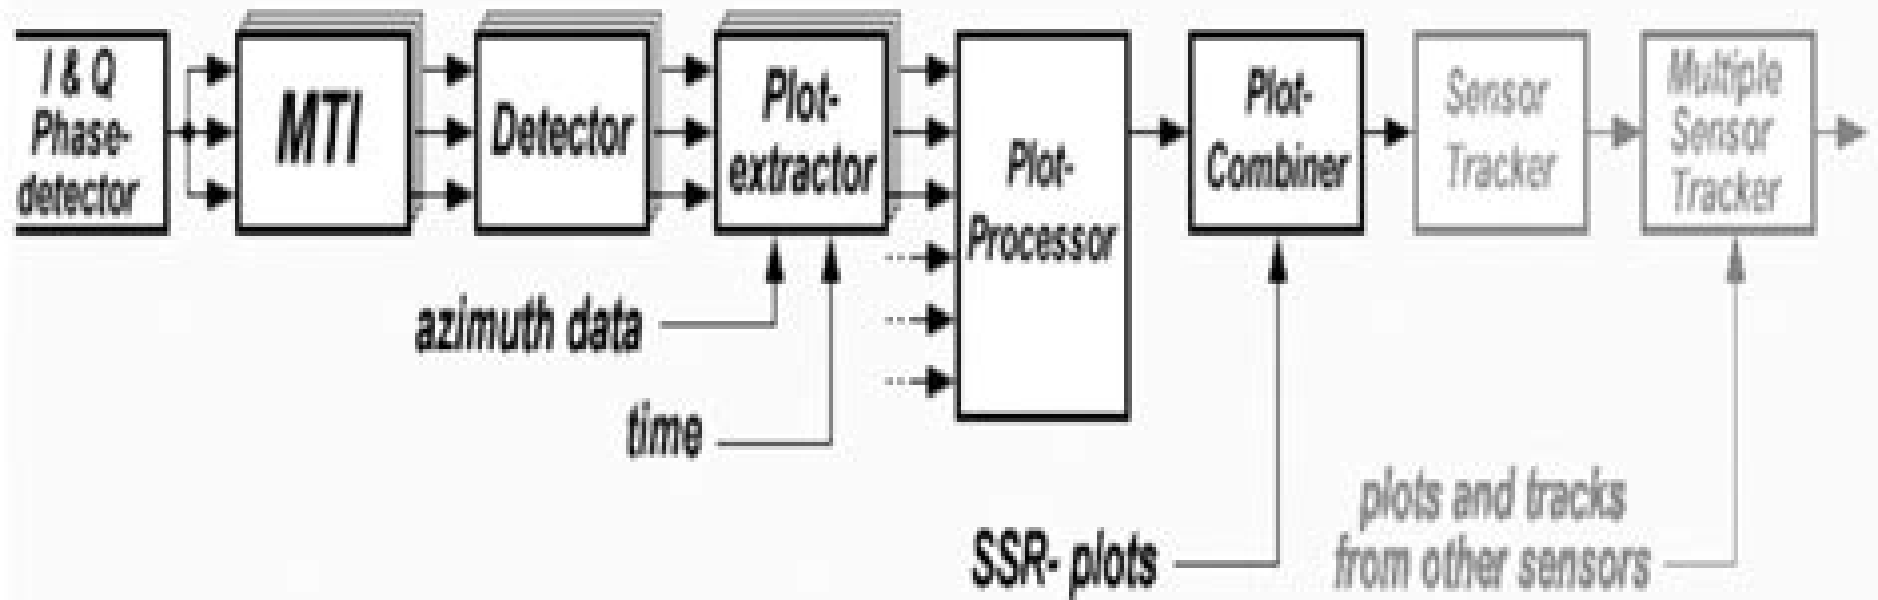 I & Q
Phase-
detector
MTI
Detector
Plot-
extractor
Plot-
Processor
Plot-
Combiner
Sensor
Tracker
Multiple
Sensor
Tracker
azimuth data
time
SSR- plots
plots and tracks
from other sensors